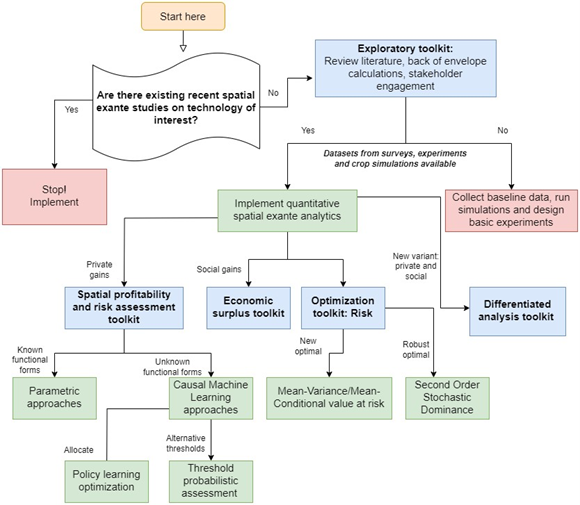 Start here
Exploratory toolkit:
Review literature, back of envelope
calculations, stakeholder
engagement
Are there existing recent spatial
exante studies on technology of
interest?
No
Yes
Stop!
Implement
Yes
No
Datasets from surveys, experiments
and crop simulations available
Implement quantitative
spatial exante analytics
Collect baseline data, run
simulations and design
basic experiments
Private
gains
Social gains
New variant:
private and
social
Spatial profitability
and risk assessment
toolkit
Economic
surplus toolkit
Optimization
toolkit: Risk
Differentiated
analysis toolkit
Known
functional forms
Unknown
functional forms
New
optimal
Robust
optimal
Parametric
approaches
Causal Machine
Learning
approaches
Mean-Variance/Mean-
Conditional value at risk
Second Order
Stochastic
Dominance
Allocate
Alternative
thresholds
Policy learning
optimization
Threshold
probabilistic
assessment